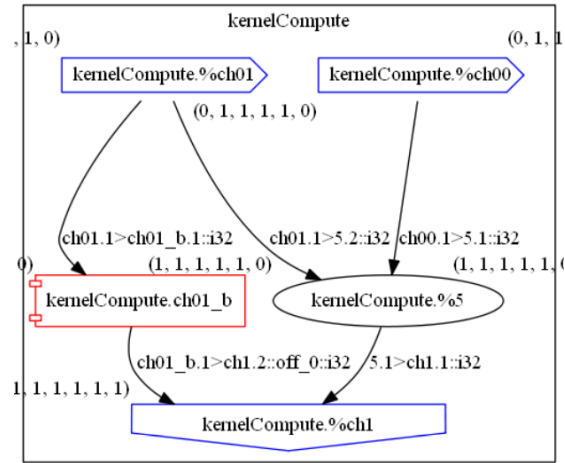 kernelCompute
, 1, 0)
(0, 1, 1
kernelCompute.%ch01
kernelCompute.%ch00
(0, 1, 1, 1, 1, 0)
ch01.1>ch01_b.1::i32
ch01.1>5.2::i32
ch00.1>5.1::i32
0)
(1, 1, 1, 1, 1, 0)
(1, 1, 1, 1, 1, 0
kernelCompute.ch01_b
kernelCompute.%5
ch01_b.1>ch1.2::off_0::i32
5.1>ch1.1::i32
1, 1, 1, 1, 1, 1)
kernelCompute.%ch1